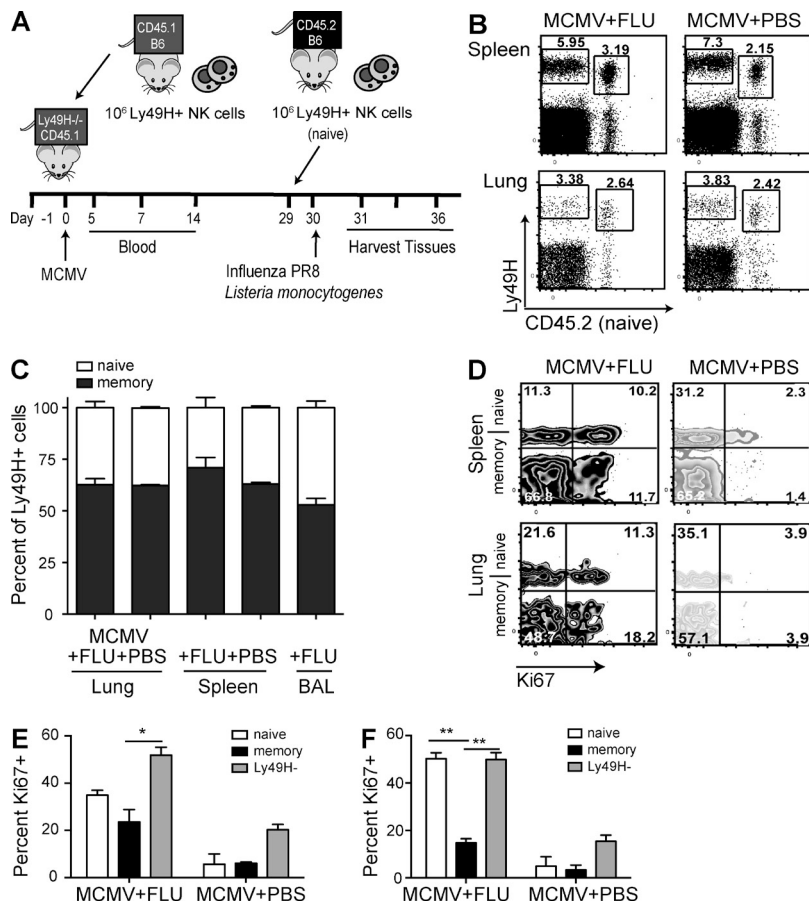 A
CD45.1
B6
CD45.2
B6
Ly49H-/-
CD45.1
10⁶ Ly49H+ NK cells
10⁶ Ly49H+ NK cells
(naive)
Day -1 0 5 7 14 29 30 31 36
MCMV
Blood
Influenza PR8
Listeria monocytogenes
Harvest Tissues
B
MCMV+FLU MCMV+PBS
Spleen
5.95 3.19 7.3 2.15
Lung
3.38 2.64 3.83 2.42
Ly49H
CD45.2 (naive)
C
naive
memory
Percent of Ly49H+ cells
100
75
50
25
0
MCMV
+FLU +PBS +FLU +PBS +FLU
Lung Spleen BAL
D
MCMV+FLU MCMV+PBS
Spleen
memory | naive
11.3 10.2 31.2 2.3
66.8 11.7 65.2 1.4
Lung
memory | naive
21.6 11.3 35.1 3.9
18.2 57.1 3.9
Ki67
E
naive
memory
Ly49H-
Percent Ki67+
60
40
20
0
*
MCMV+FLU MCMV+PBS
F
naive
memory
Ly49H-
Percent Ki67+
60
40
20
0
** **
MCMV+FLU MCMV+PBS